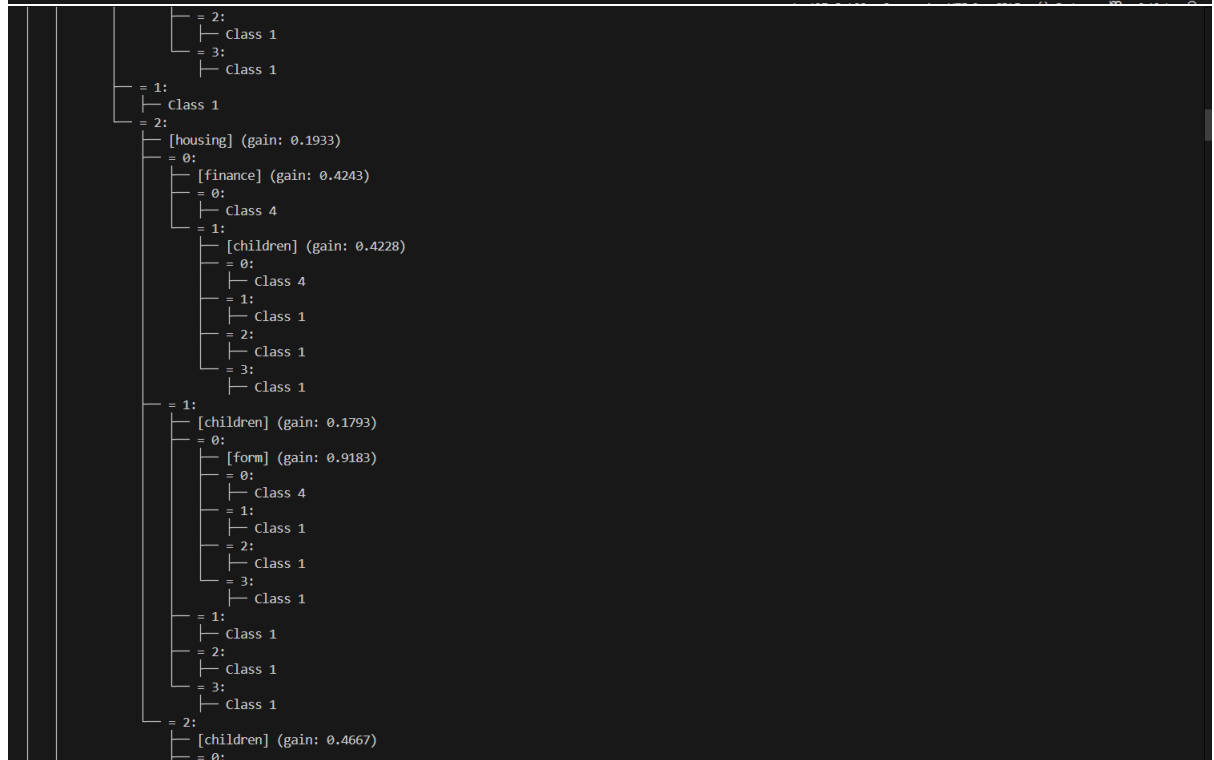 = 2:
Class 1
= 3:
Class 1
= 1:
Class 1
= 2:
[housing] (gain: 0.1933)
= 0:
[finance] (gain: 0.4243)
= 0:
Class 4
= 1:
[children] (gain: 0.4228)
= 0:
Class 4
= 1:
Class 1
= 2:
Class 1
= 3:
Class 1
= 1:
[children] (gain: 0.1793)
= 0:
[form] (gain: 0.9183)
= 0:
Class 4
= 1:
Class 1
= 2:
Class 1
= 3:
Class 1
= 1:
Class 1
= 2:
Class 1
= 3:
Class 1
= 2:
[children] (gain: 0.4667)
= 0: